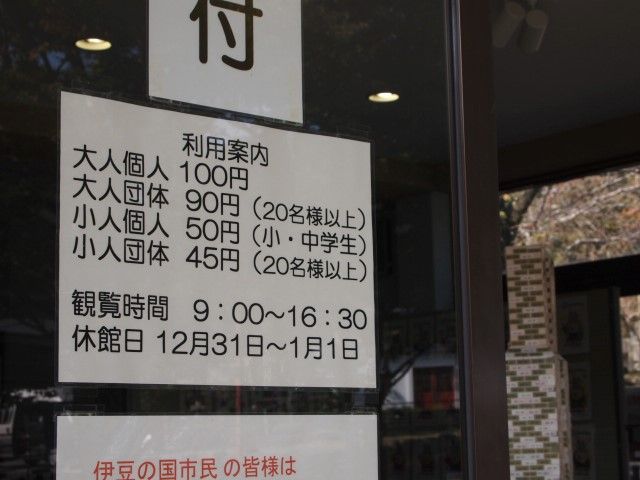 付
利用案内
大人個人 100円
大人団体 90円（20名様以上）
小人個人 50円（小・中学生）
小人団体 45円（20名様以上）
観覧時間 9：00～16：30
休館日 12月31日～1月1日
伊豆の国市民の皆様は